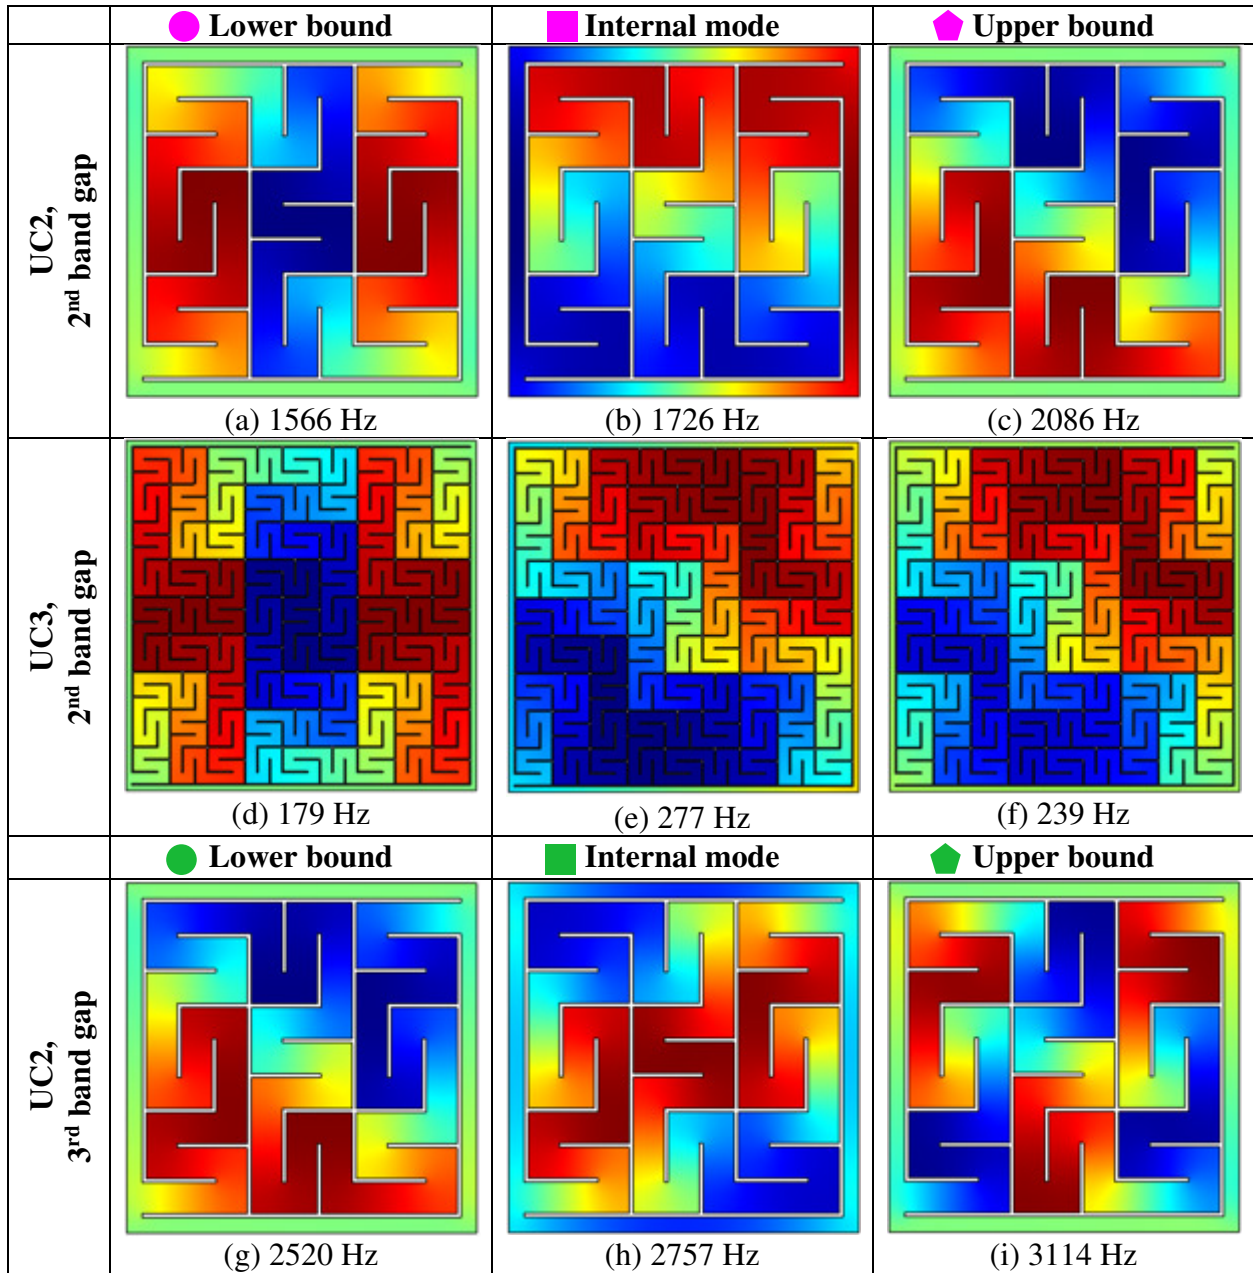 Lower bound
Internal mode
Upper bound
UC2,
2nd band gap
(a) 1566 Hz
(b) 1726 Hz
(c) 2086 Hz
UC3,
2nd band gap
(d) 179 Hz
(e) 277 Hz
(f) 239 Hz
Lower bound
Internal mode
Upper bound
UC2,
3rd band gap
(g) 2520 Hz
(h) 2757 Hz
(i) 3114 Hz